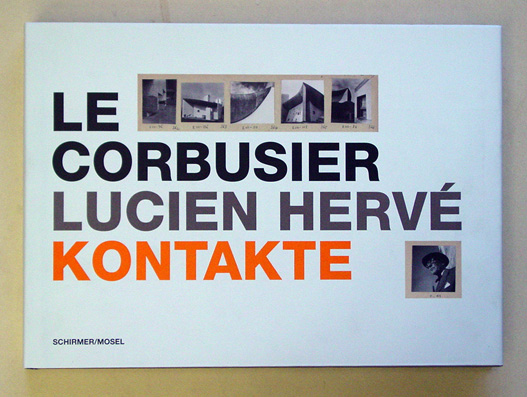 LE
CORBUSIER
LUCIEN HERVÉ
KONTAKTE
SCHIRMER/MOSEL